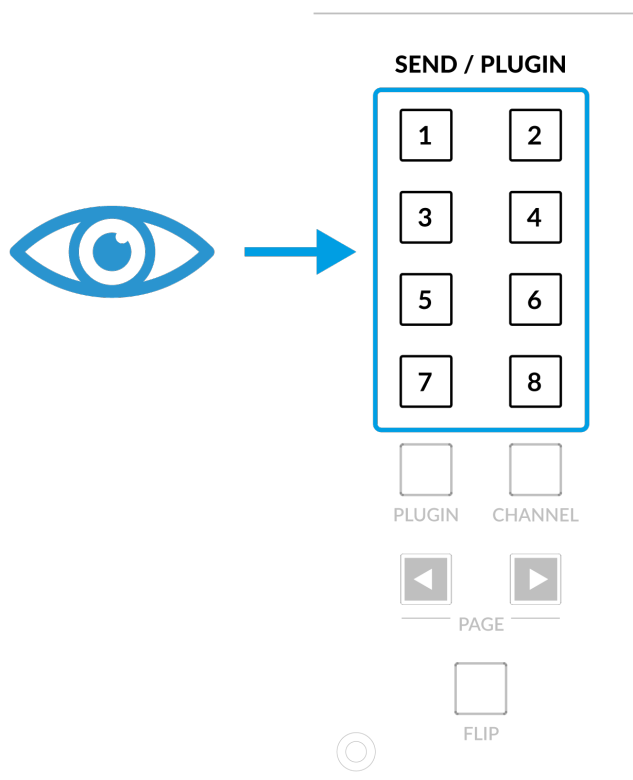 SEND / PLUGIN
1 2
3 4
5 6
7 8
PLUGIN CHANNEL
PAGE
FLIP